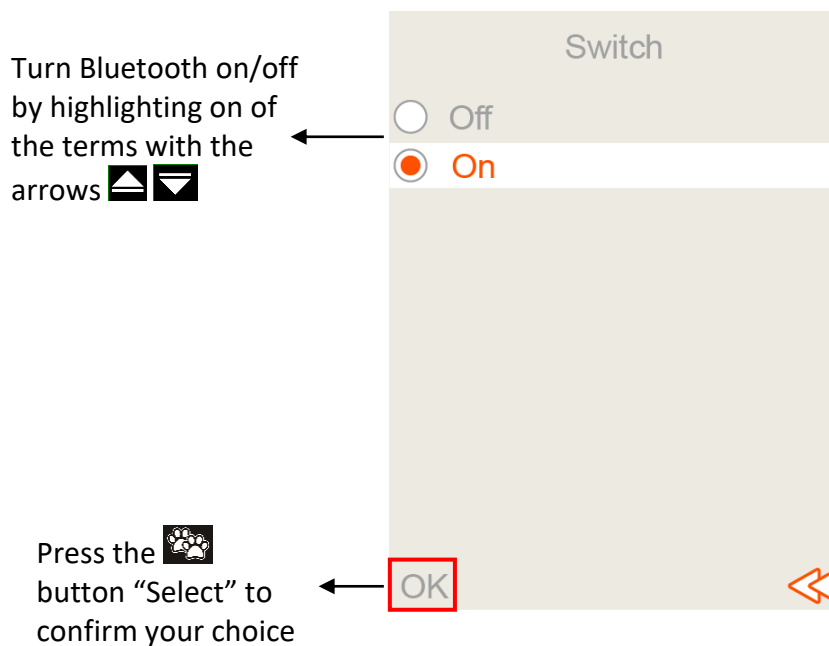 Turn Bluetooth on/off
by highlighting on of
the terms with the
arrows
Switch
Off
On
Press the
button “Select” to
confirm your choice
OK